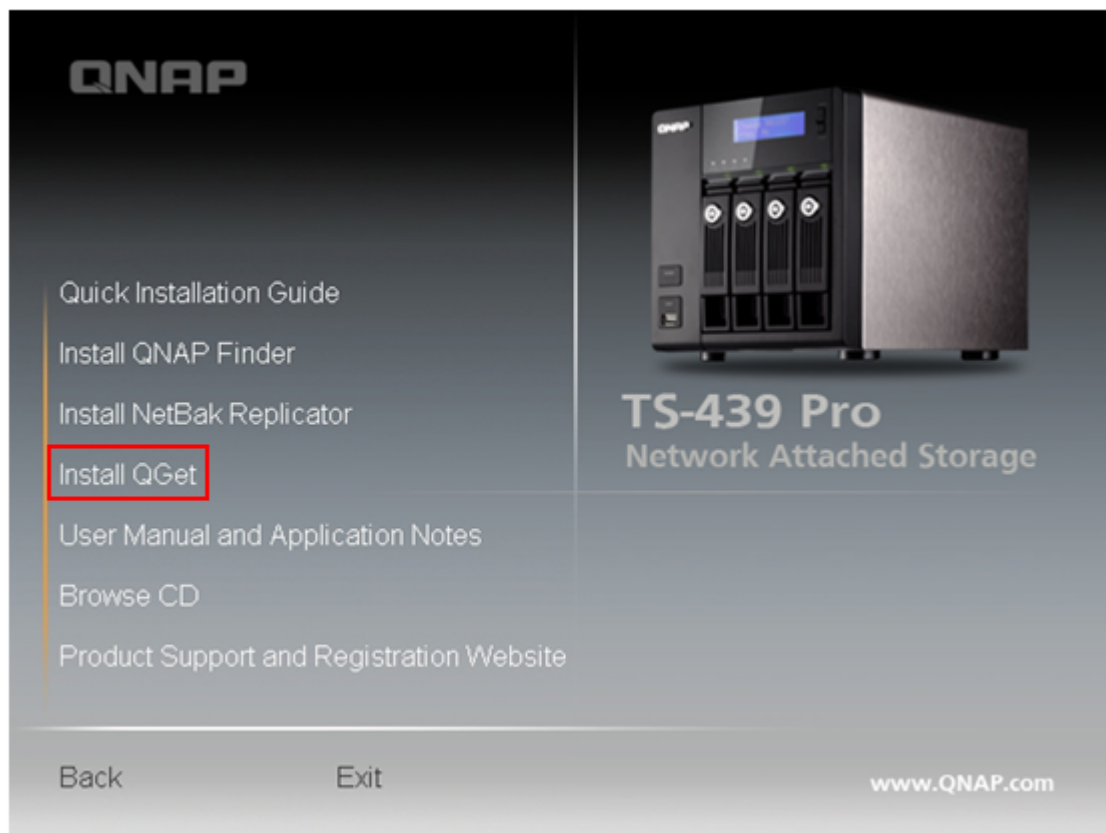 QNAP
Quick Installation Guide
Install QNAP Finder
Install NetBak Replicator
Install QGet
User Manual and Application Notes
Browse CD
Product Support and Registration Website
QNAP
TS-439 Pro
Network Attached Storage
Back
Exit
www.QNAP.com